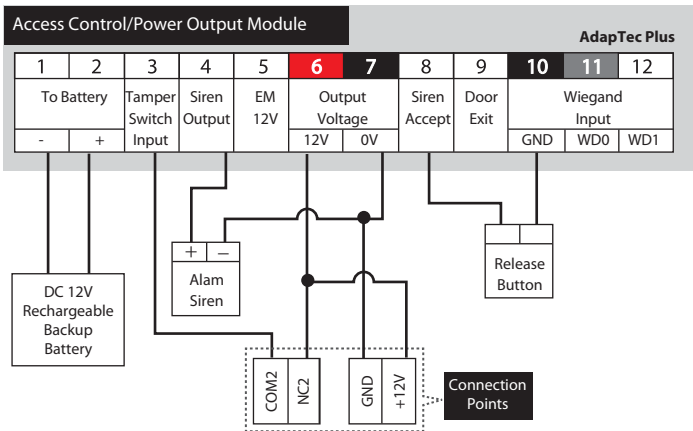 Access Control/Power Output Module
AdapTec Plus
1 2 3 4 5 6 7 8 9 10 11 12
To Battery
- +
Tamper
Switch
Input
Siren
Output
EM
12V
Output
Voltage
12V 0V
Siren
Accept
Door
Exit
Wiegand
Input
GND WD0 WD1
+ −
Alam
Siren
Release
Button
DC 12V
Rechargeable
Backup
Battery
COM2
NC2
GND
+12V
Connection
Points